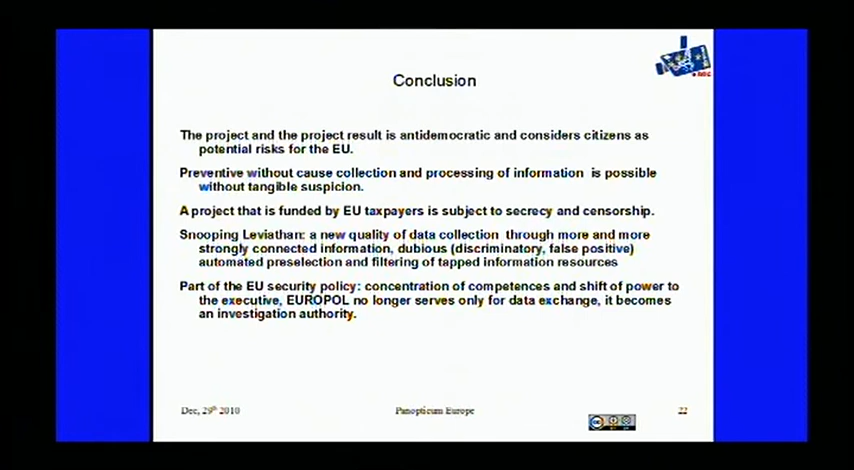 Conclusion
The project and the project result is antidemocratic and considers citizens as
potential risks for the EU.
Preventive without cause collection and processing of information is possible
without tangible suspicion.
A project that is funded by EU taxpayers is subject to secrecy and censorship.
Snooping Leviathan: a new quality of data collection through more and more
strongly connected information, dubious (discriminatory, false positive)
automated preselection and filtering of tapped information resources
Part of the EU security policy: concentration of competences and shift of power to
the executive, EUROPOL no longer serves only for data exchange, it becomes
an investigation authority.
Dec, 29th 2010
Panopticum Europe
22